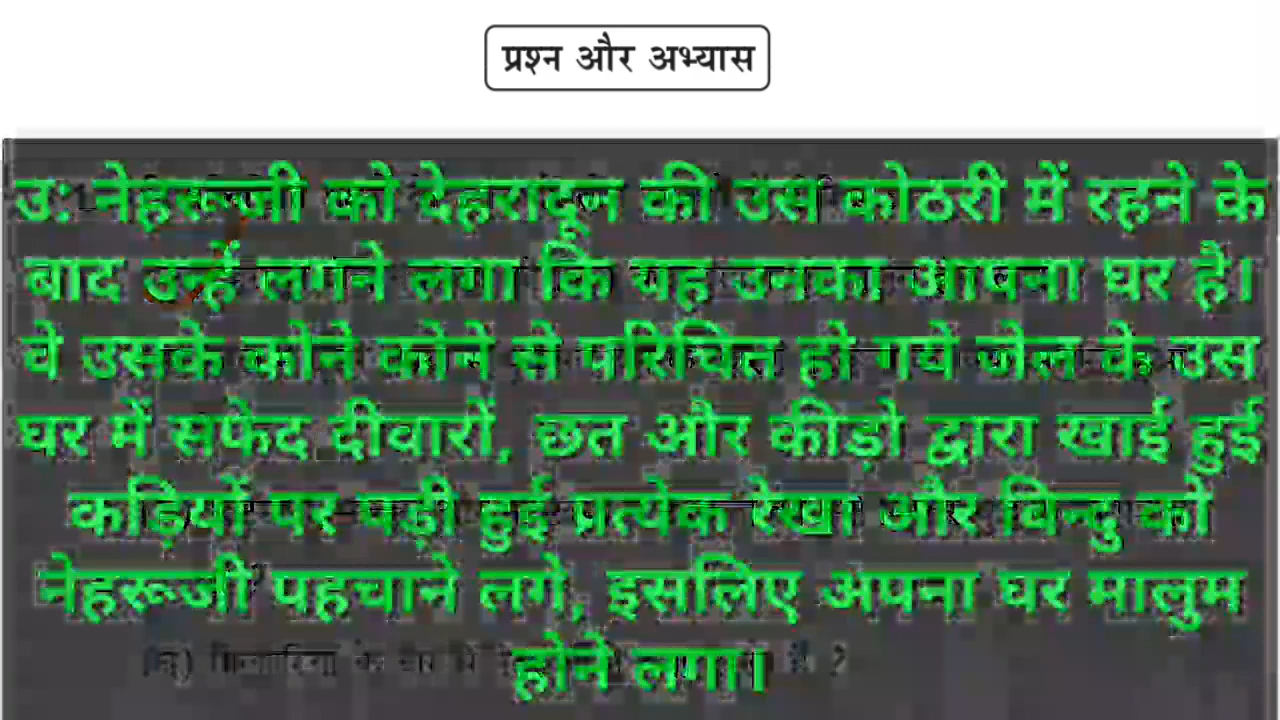 प्रश्न और अभ्यास
उ: नेहरूजी को देहरादून की उस कोठरी में रहने के
बाद उन्हें लगने लगा कि यह उनका आपना घर है।
वे उसके कोने कोने से परिचित हो गये जेल के उस
घर में सफेद दीवारों, छत और कीड़ो द्वारा खाई हुई
कड़ियों पर पड़ी हुई प्रत्येक रेखा और विन्दु को
नेहरूजी पहचाने लगे, इसलिए अपना घर मालुम
होने लगा।